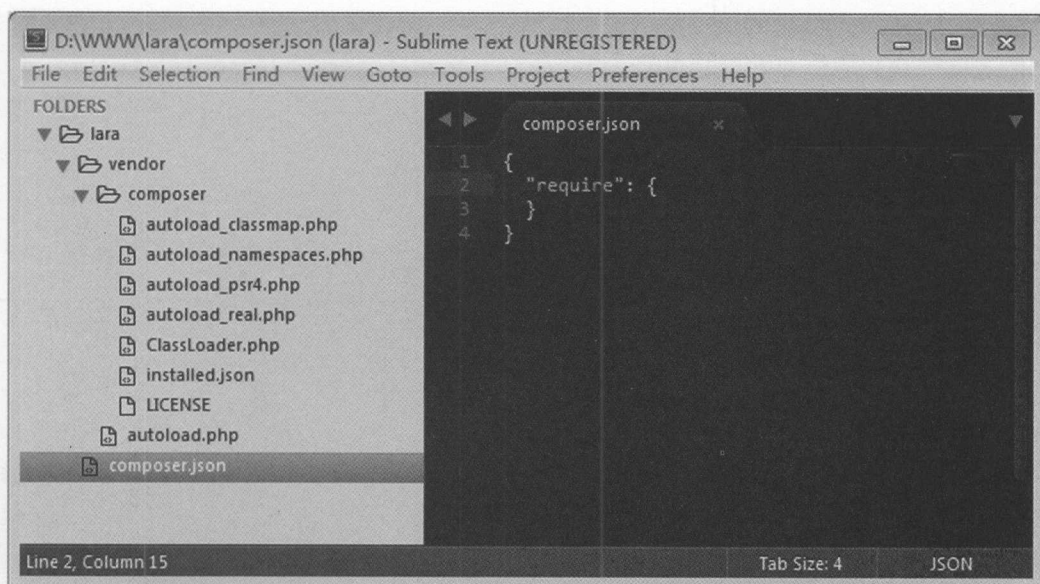 D:\WWW\lara\composer.json (lara) - Sublime Text (UNREGISTERED)
File Edit Selection Find View Goto Tools Project Preferences Help
FOLDERS
lara
vendor
composer
autoload_classmap.php
autoload_namespaces.php
autoload_psr4.php
autoload_real.php
ClassLoader.php
installed.json
LICENSE
autoload.php
composer.json
composer.json
1 {
2 "require": {
3 }
4 }
Line 2, Column 15 Tab Size: 4 JSON